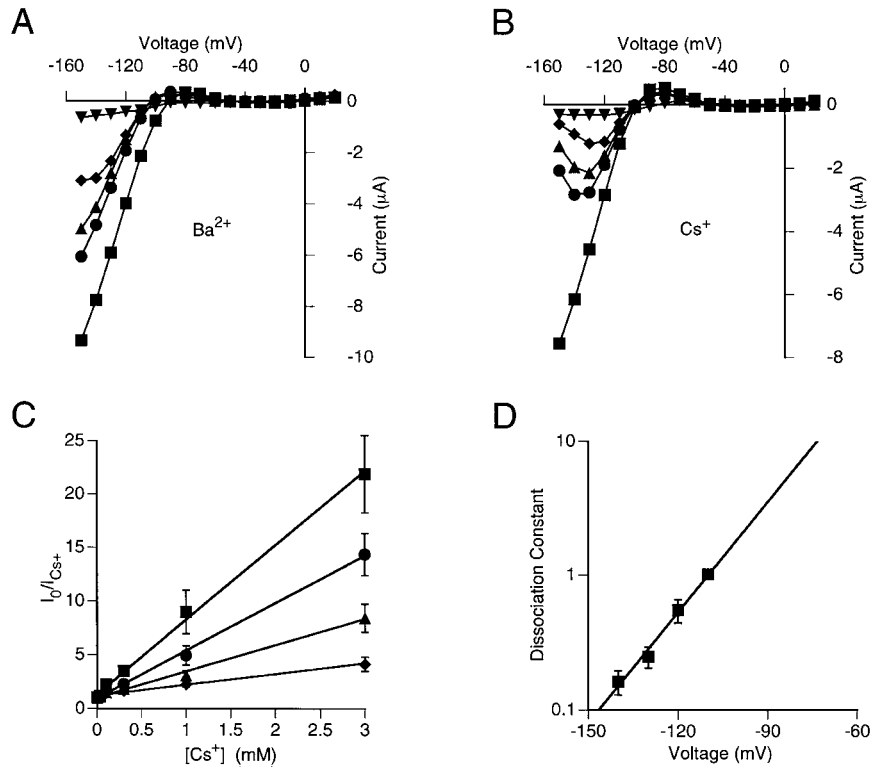 A
Voltage (mV)
-160 -120 -80 -40 0
0
-2
-4
-6
-8
-10
Current (μA)
Ba2+
B
Voltage (mV)
-160 -120 -80 -40 0
0
-2
-4
-6
-8
Current (μA)
Cs+
C
25
20
15
10
5
0
I0/ICs+
0 0.5 1 1.5 2 2.5 3
[Cs+] (mM)
D
10
1
0.1
Dissociation Constant
-150 -120 -90 -60
Voltage (mV)